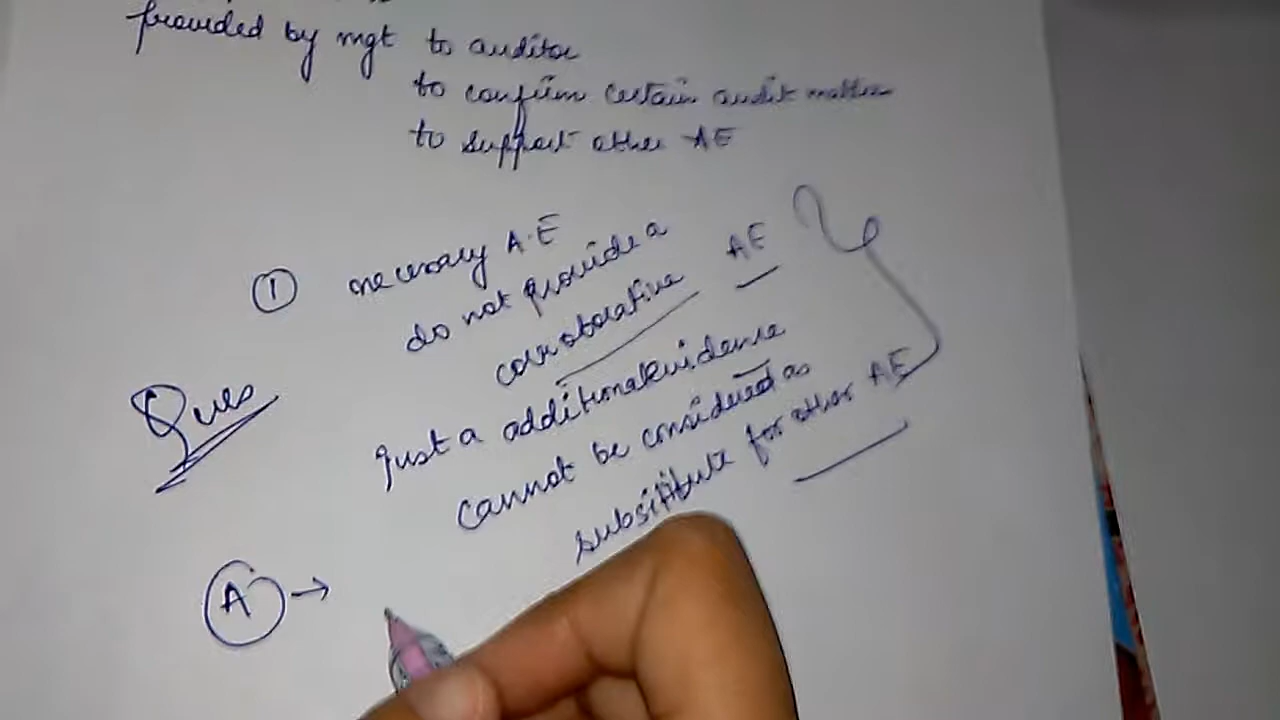 provided by mgt to auditor
to confirm certain audit matters
to support other AE
① necessary A.E
do not provide a
corroborative AE
Just a additional evidence
cannot be considered as
substitute for other AE
Ques
A →